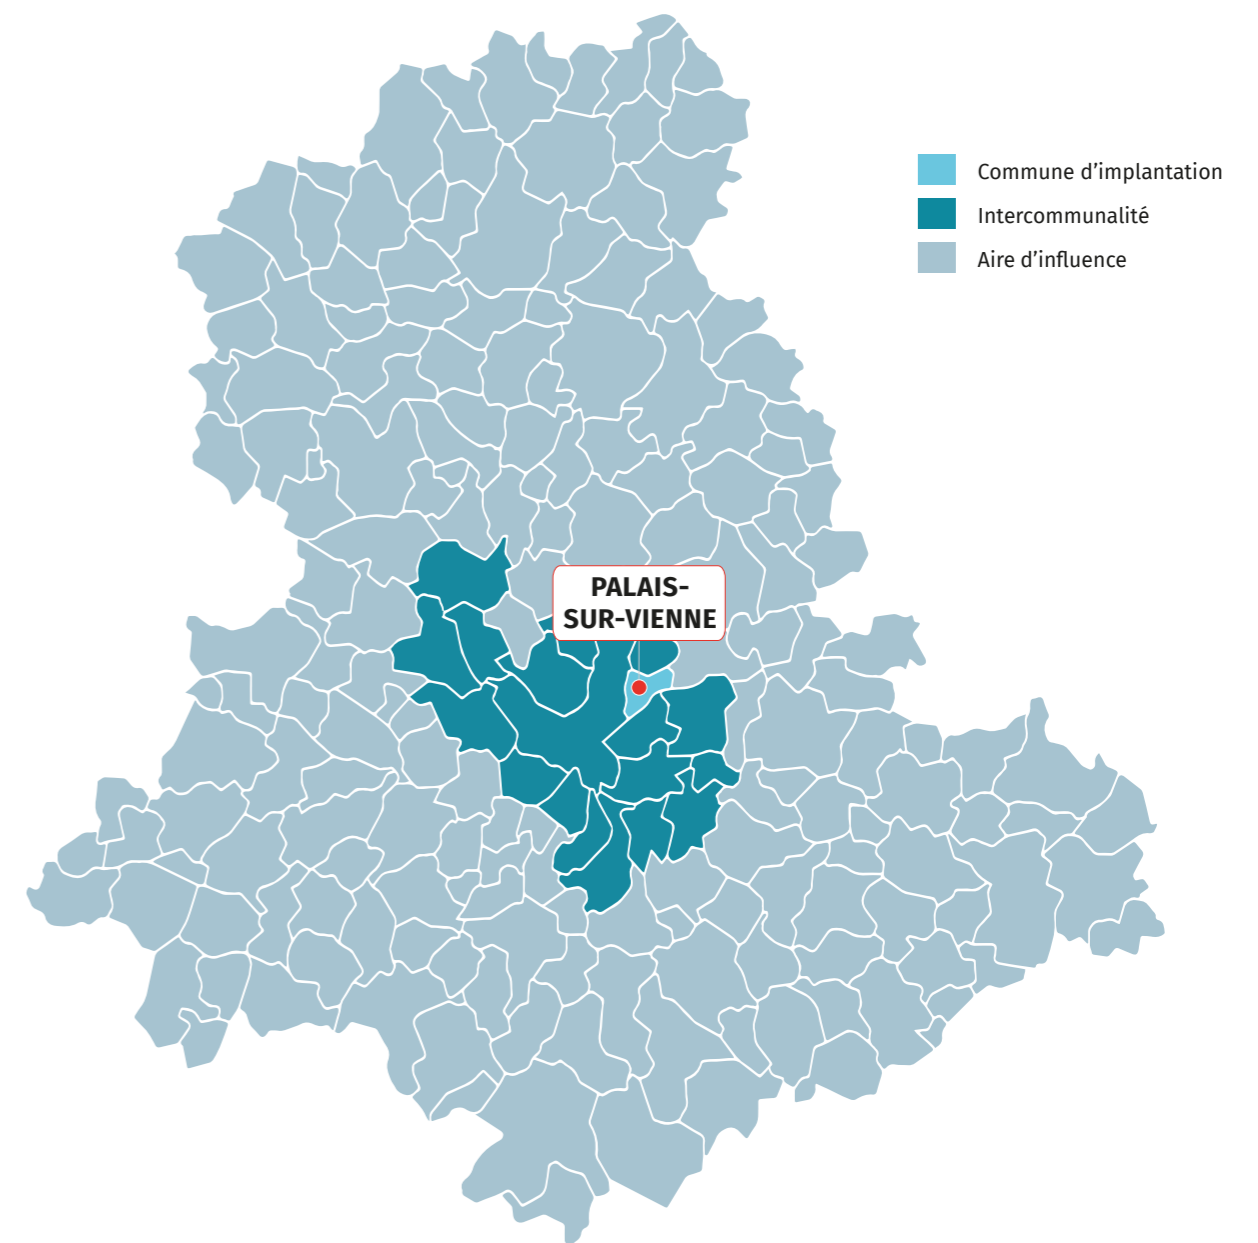 Commune d’implantation
Intercommunalité
Aire d’influence
PALAIS-
SUR-VIENNE